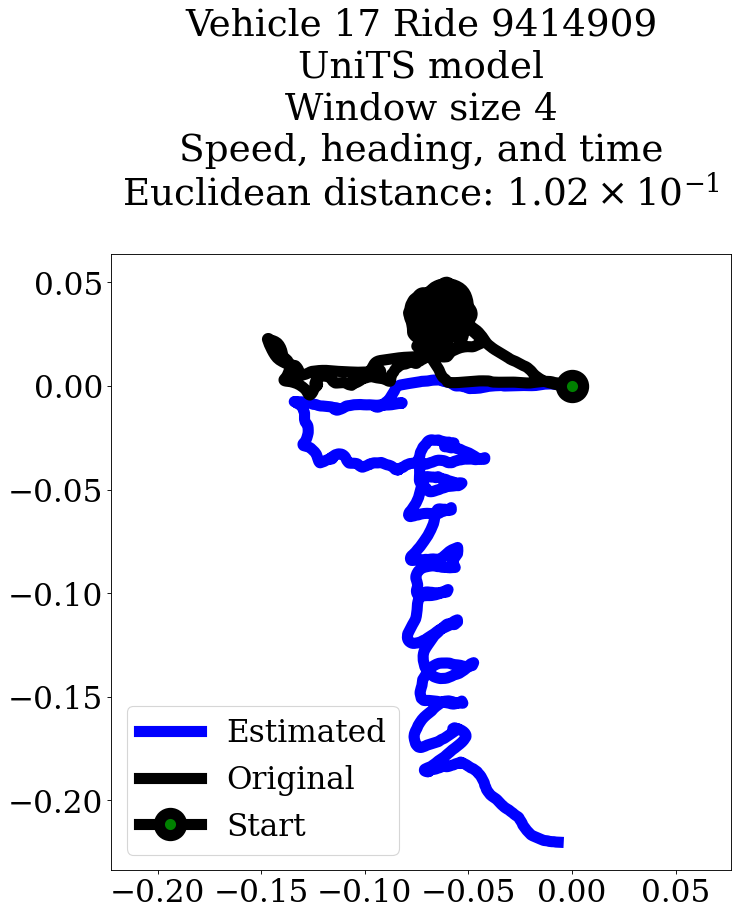 Vehicle 17 Ride 9414909
UniTS model
Window size 4
Speed, heading, and time
Euclidean distance: 1.02 × 10⁻¹
0.05
0.00
−0.05
−0.10
−0.15
−0.20
Estimated
Original
Start
−0.20 −0.15 −0.10 −0.05 0.00 0.05